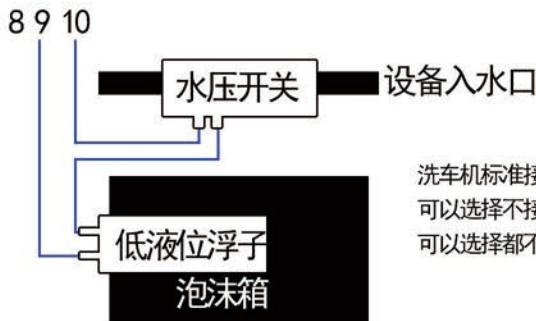 8 9 10
水压开关
设备入水口
洗车机标准接
可以选择不接
可以选择都不
低液位浮子
泡沫箱